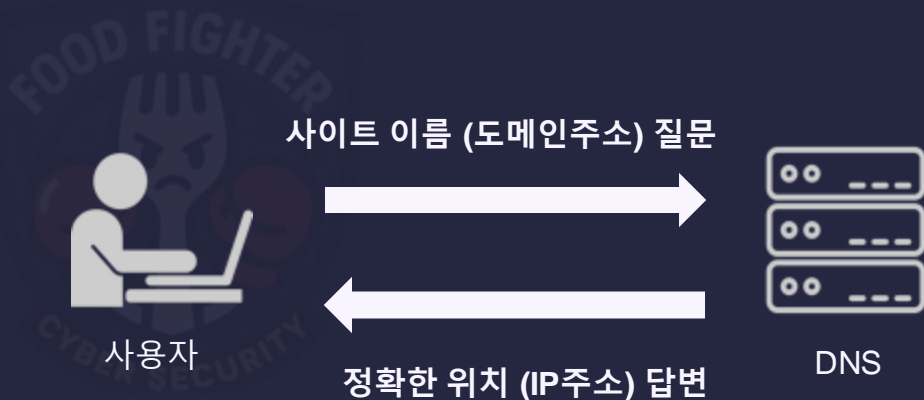 FOOD FIGHTER
사이트 이름 (도메인주소) 질문
사용자
CYBER SECURITY
DNS
정확한 위치 (IP주소) 답변